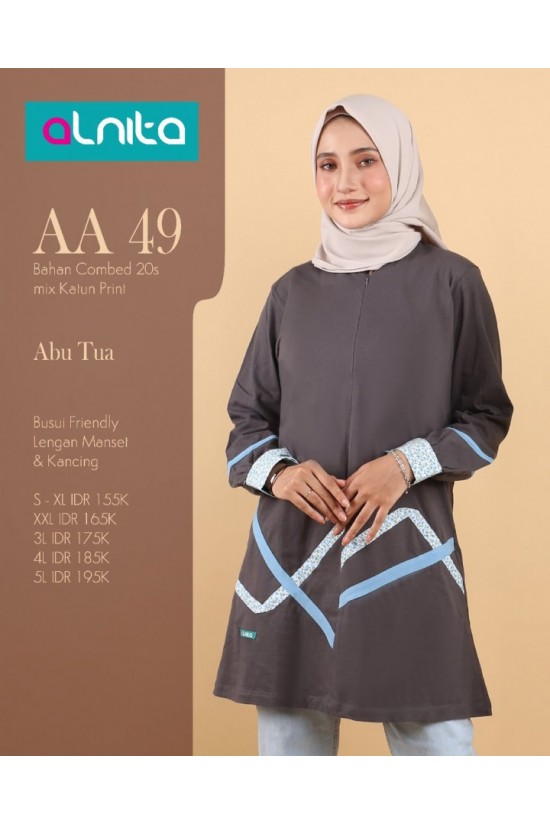 alnita
AA 49
Bahan Combed 20s
mix Katun Print
Abu Tua
Busui Friendly
Lengan Manset
& Kancing
S - XL IDR 155K
XXL IDR 165K
3L IDR 175K
4L IDR 185K
5L IDR 195K
alnita